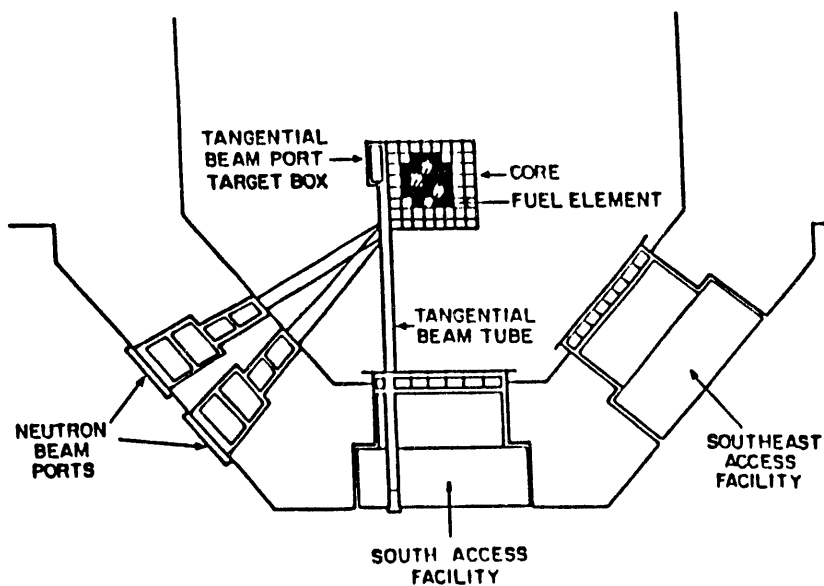 TANGENTIAL
BEAM PORT
TARGET BOX
CORE
FUEL ELEMENT
TANGENTIAL
BEAM TUBE
NEUTRON
BEAM
PORTS
SOUTHEAST
ACCESS
FACILITY
SOUTH ACCESS
FACILITY